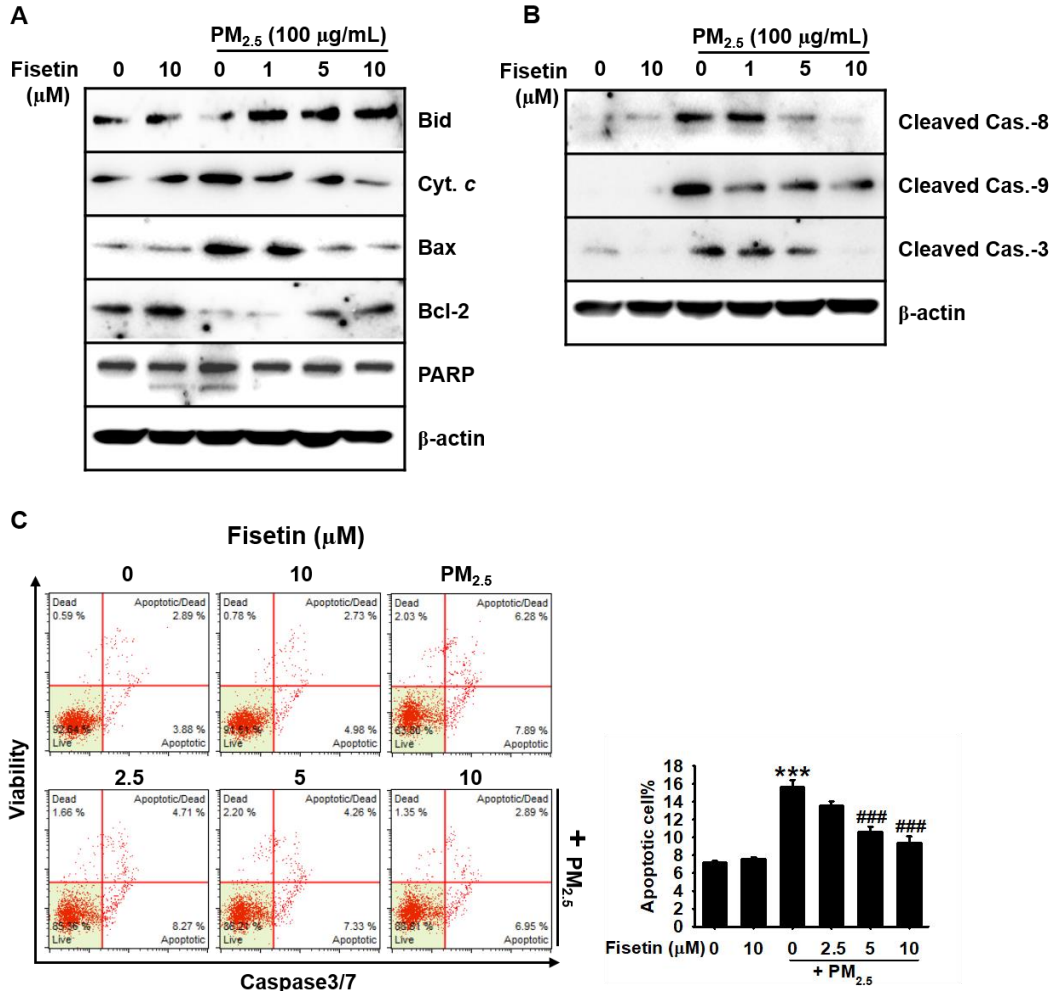 A
PM2.5 (100 μg/mL)
Fisetin 0 10 0 1 5 10
(μM)
Bid
Cyt. c
Bax
Bcl-2
PARP
β-actin
B
PM2.5 (100 μg/mL)
Fisetin 0 10 0 1 5 10
(μM)
Cleaved Cas.-8
Cleaved Cas.-9
Cleaved Cas.-3
β-actin
C
Fisetin (μM)
0 10 PM2.5
Dead Apoptotic/Dead Dead Apoptotic/Dead Dead Apoptotic/Dead
0.59 % 2.89 % 0.78 % 2.73 % 2.03 % 6.28 %
3.88 % 4.98 % 7.89 %
Live Apoptotic Live Apoptotic Live Apoptotic
2.5 5 10
Dead Apoptotic/Dead Dead Apoptotic/Dead Dead Apoptotic/Dead
1.66 % 4.71 % 2.20 % 4.26 % 1.35 % 2.89 %
8.27 % 7.33 % 6.95 %
Live Apoptotic Live Apoptotic Live Apoptotic
Viability
Caspase3/7
+ PM2.5
Apoptotic cell%
18
16
14
12
10
8
6
4
2
0
***
### ###
Fisetin (μM) 0 10 0 2.5 5 10
+ PM2.5